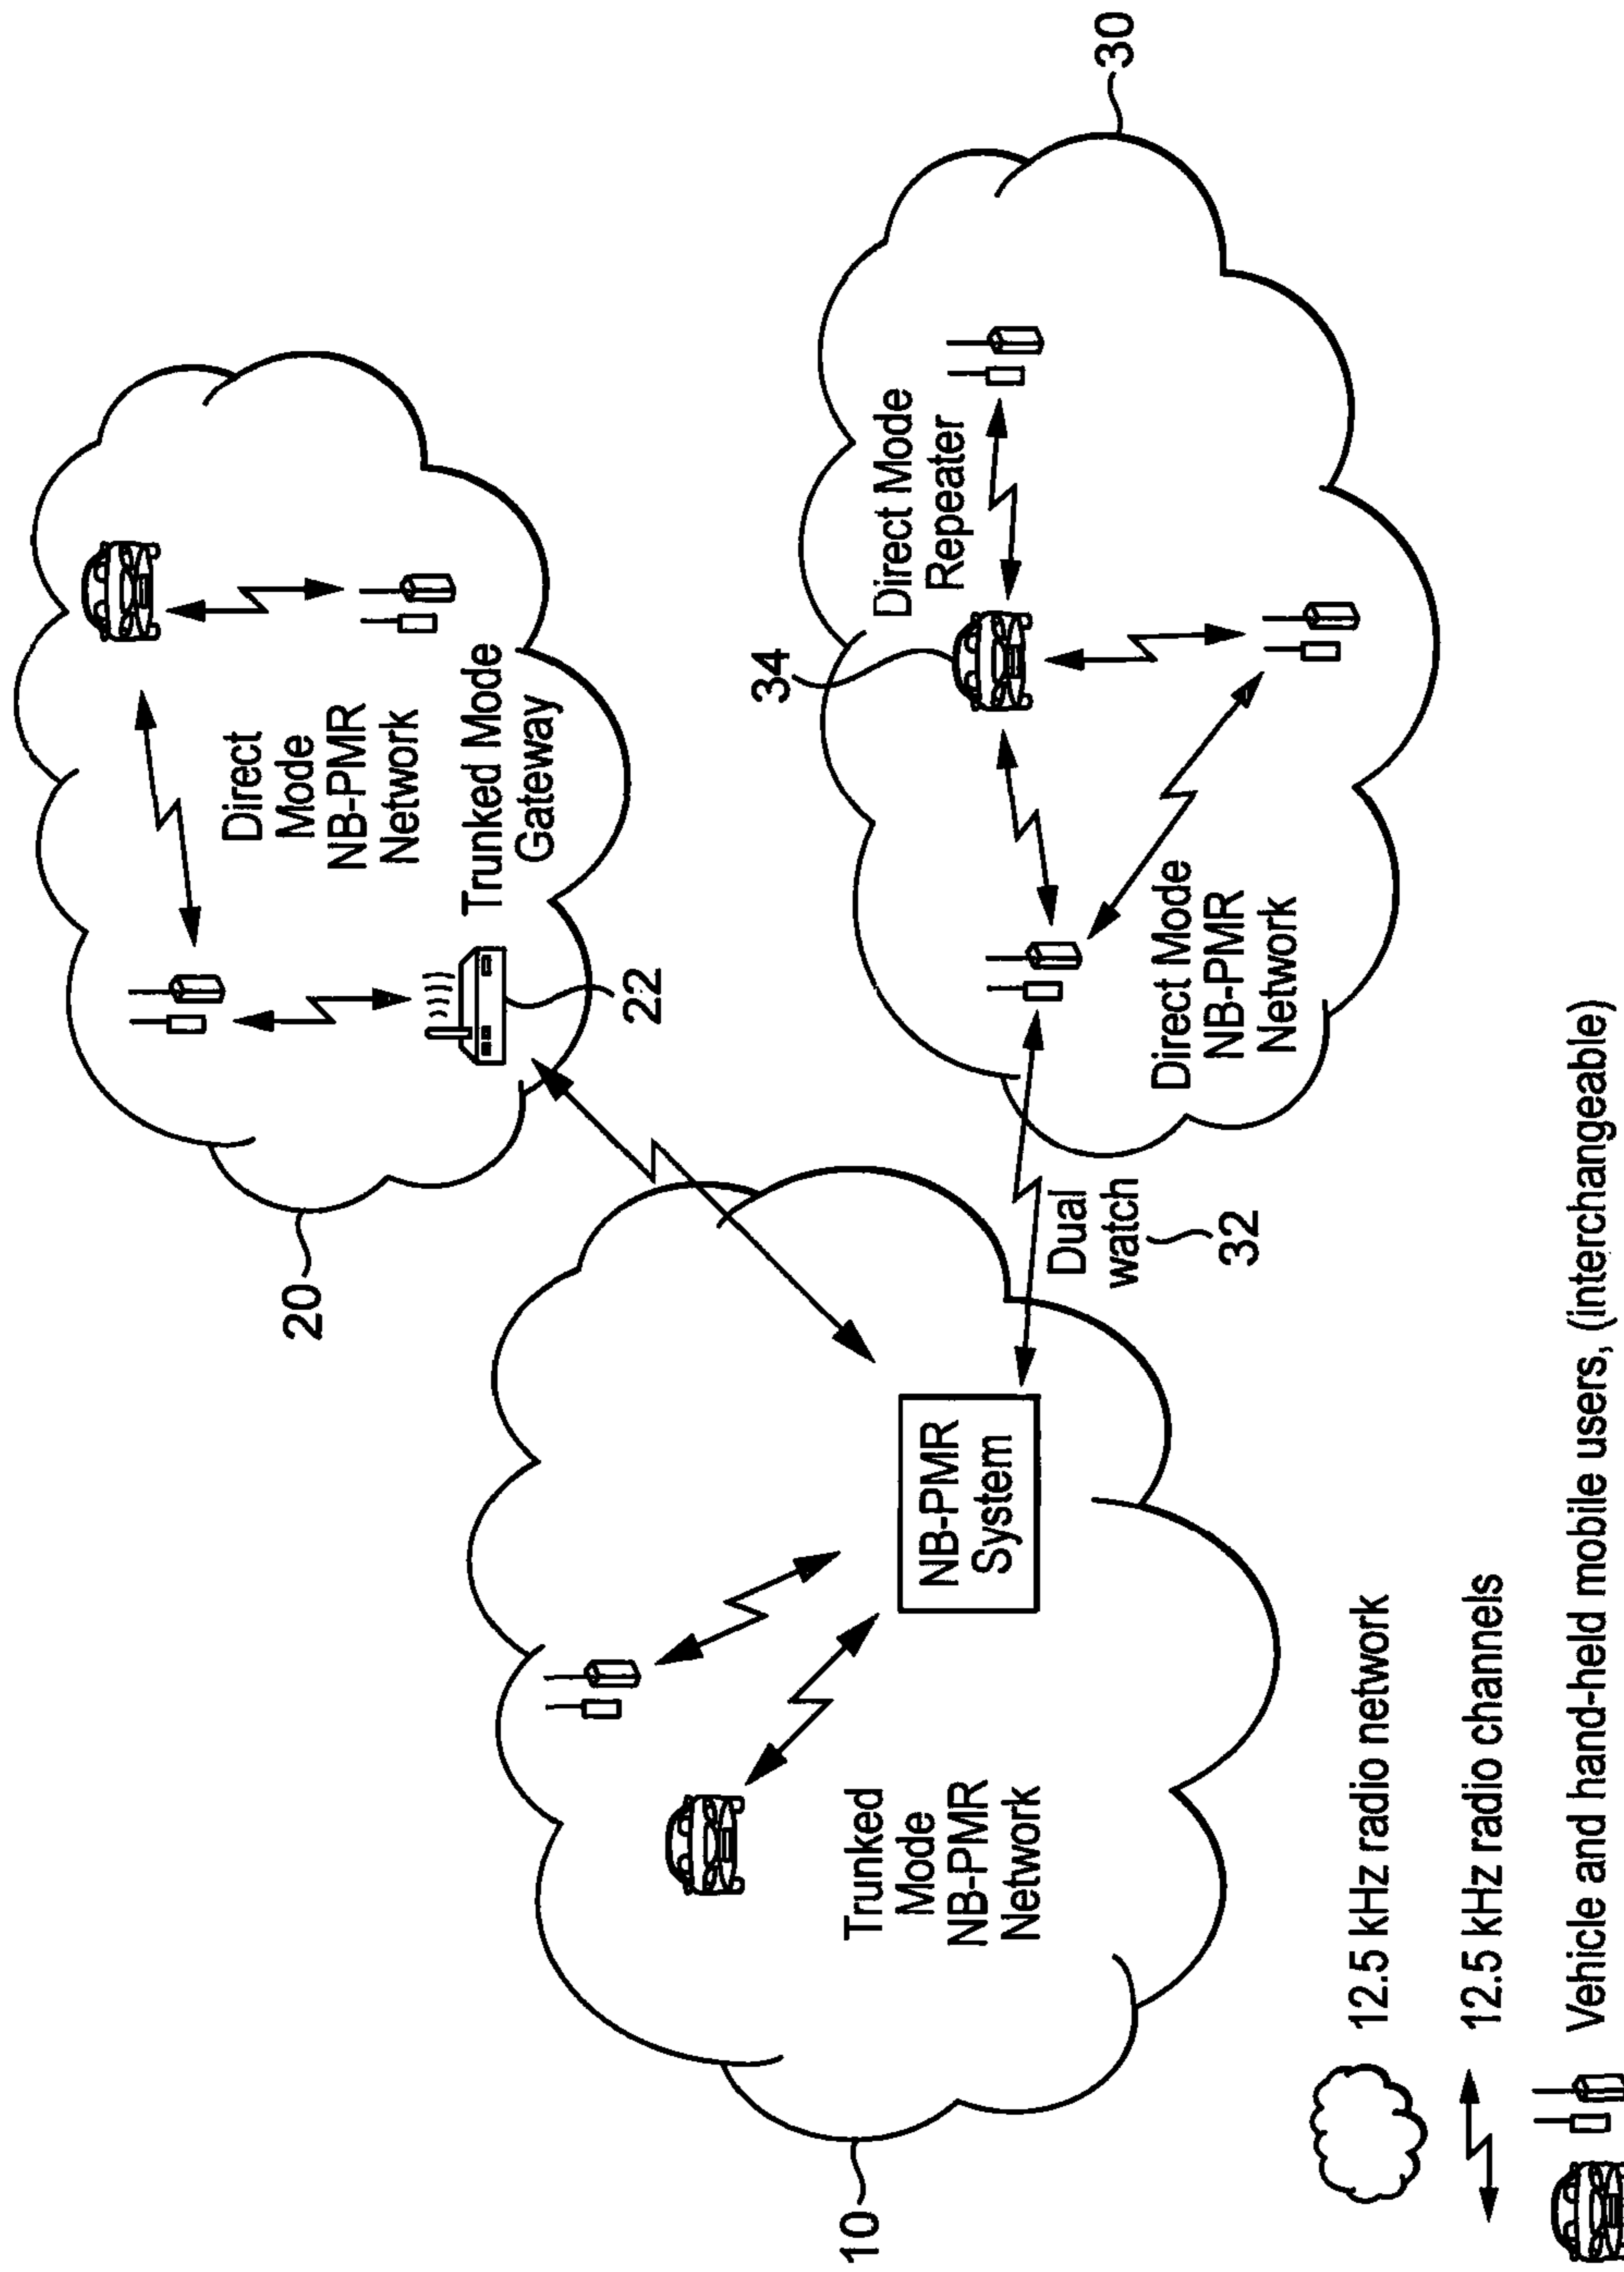 20
Direct
Mode
NB-PMR
Network
Trunked Mode
Gateway
22
10
Trunked
Mode
NB-PMR
Network
NB-PMR
System
Dual
watch
32
34
Direct Mode
Repeater
Direct Mode
NB-PMR
Network
30
12.5 kHz radio network
12.5 kHz radio channels
Vehicle and hand-held mobile users, (interchangeable)